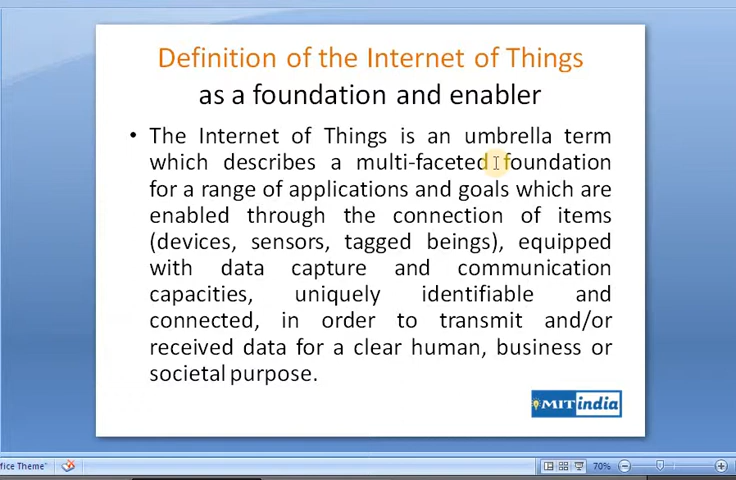 Definition of the Internet of Things
as a foundation and enabler
• The Internet of Things is an umbrella term
which describes a multi-faceted foundation
for a range of applications and goals which are
enabled through the connection of items
(devices, sensors, tagged beings), equipped
with data capture and communication
capacities, uniquely identifiable and
connected, in order to transmit and/or
received data for a clear human, business or
societal purpose.
MITindia
ffice Theme"
70%